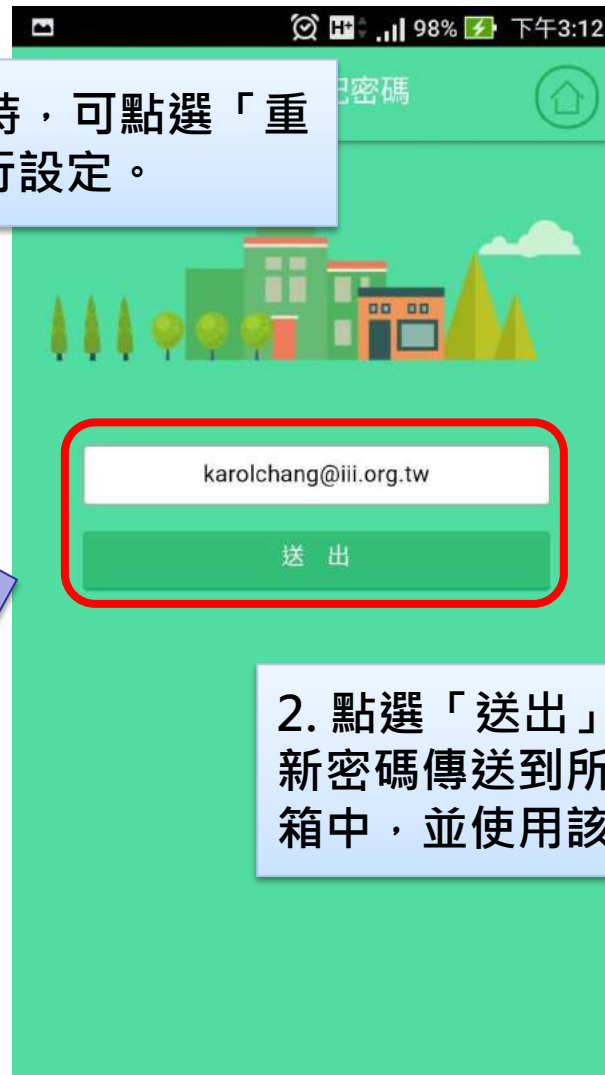 98% 下午3:12
時，可點選「重
行設定。
記密碼
karolchang@iii.org.tw
送 出
2. 點選「送出」
新密碼傳送到所
箱中，並使用該